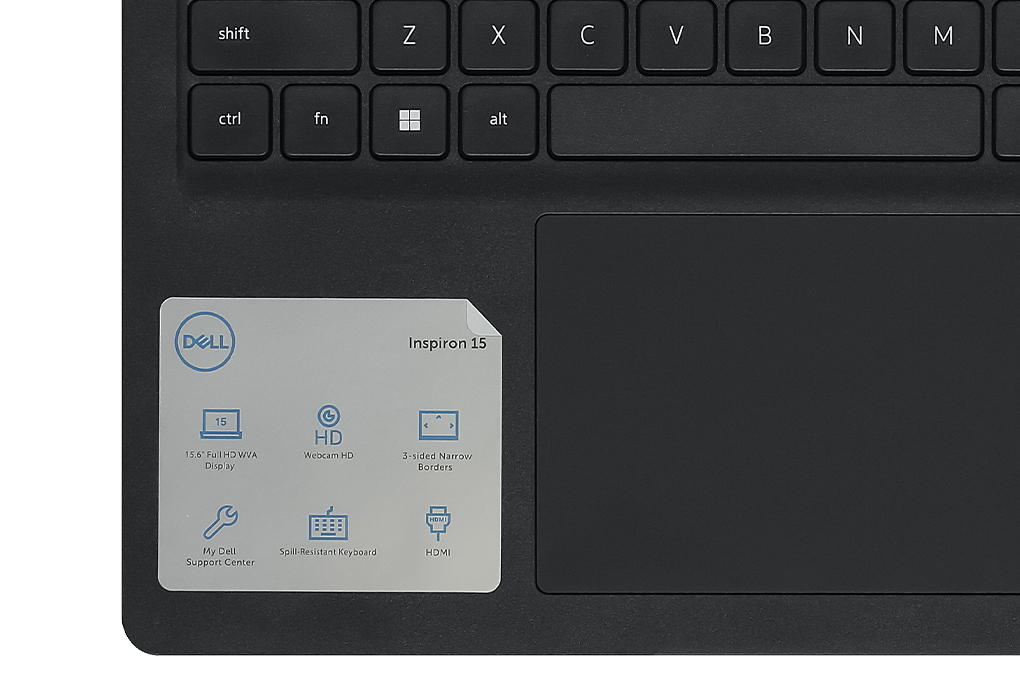 shift Z X C V B N M
ctrl fn alt
DELL
Inspiron 15
15
HD
15.6" Full HD WVA
Display
Webcam HD
3-sided Narrow
Borders
HDMI
My Dell
Support Center
Spill-Resistant Keyboard
HDMI